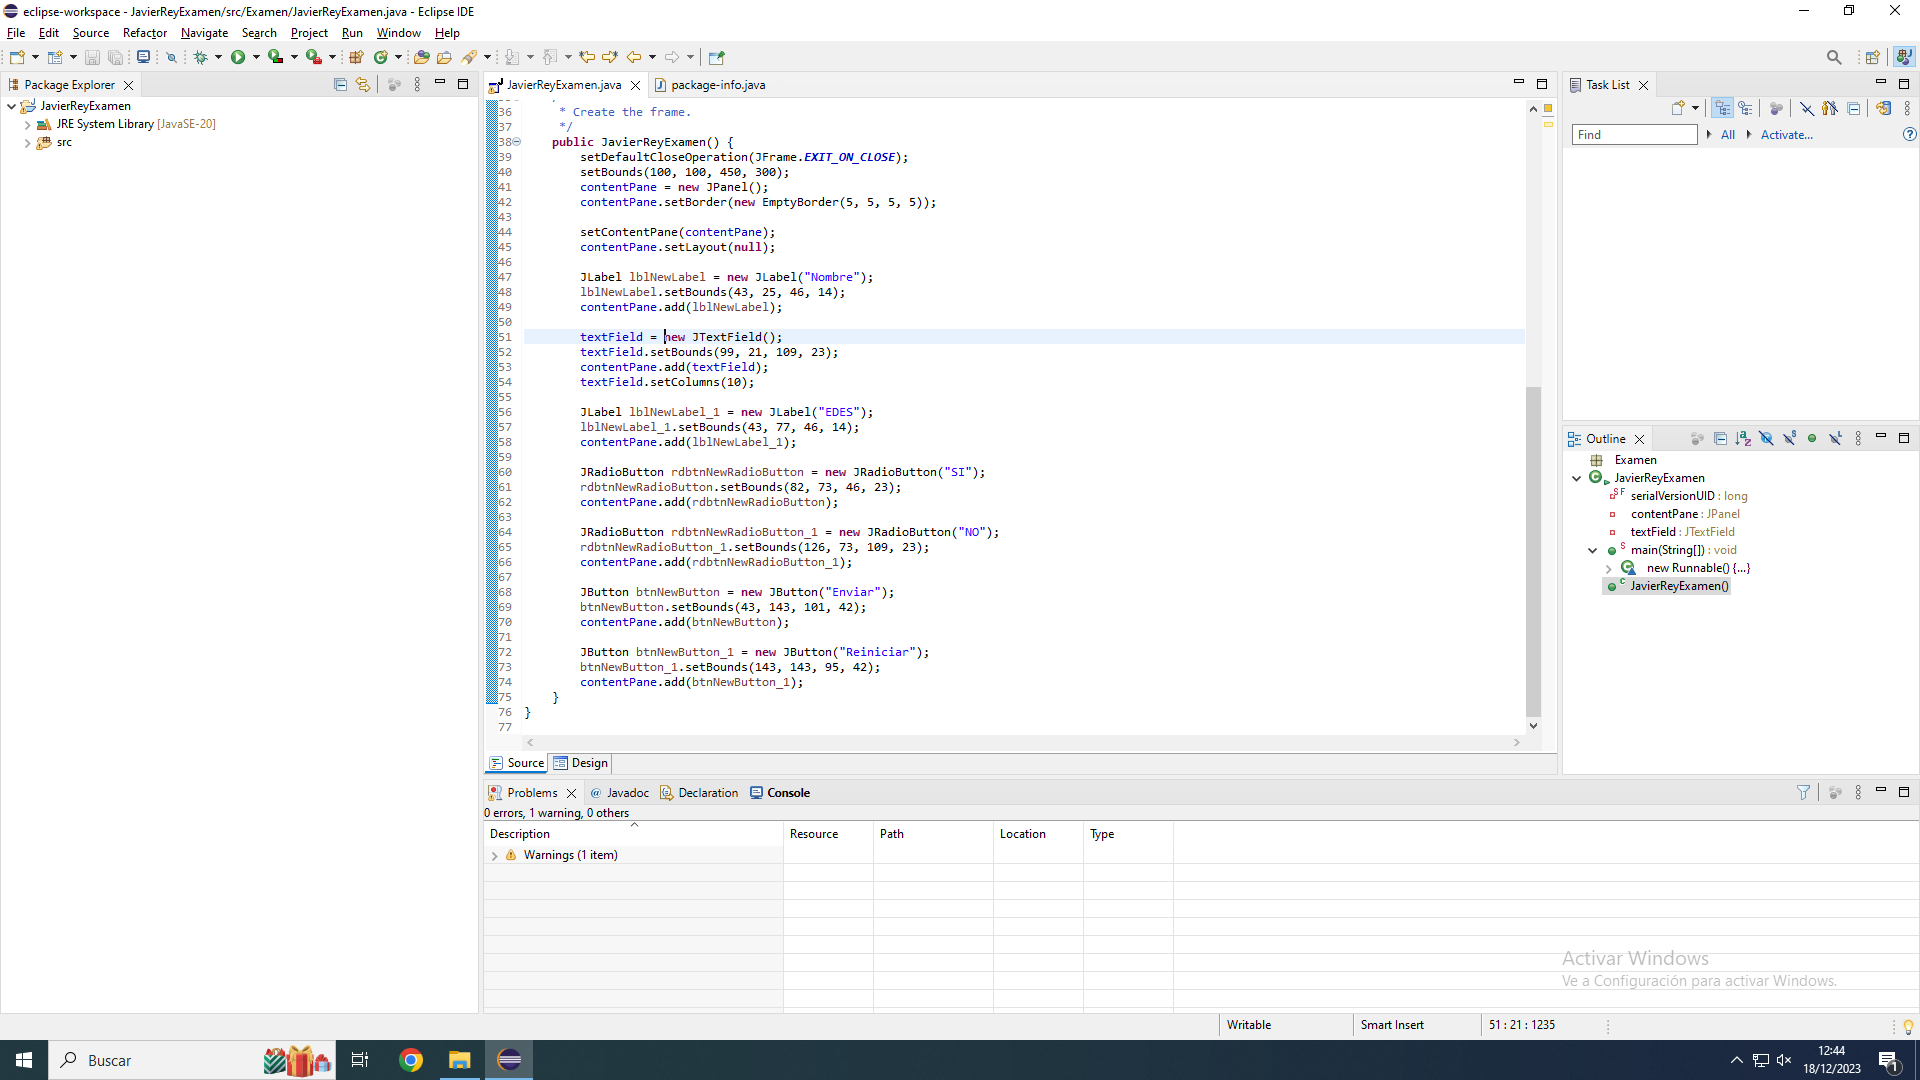 eclipse-workspace - JavierReyExamen/src/Examen/JavierReyExamen.java - Eclipse IDE
File Edit Source Refactor Navigate Search Project Run Window Help
Package Explorer
JavierReyExamen
JRE System Library [JavaSE-20]
src
JavierReyExamen.java
package-info.java
36 * Create the frame.
37 */
38 public JavierReyExamen() {
39 setDefaultCloseOperation(JFrame.EXIT_ON_CLOSE);
40 setBounds(100, 100, 450, 300);
41 contentPane = new JPanel();
42 contentPane.setBorder(new EmptyBorder(5, 5, 5, 5));
43
44 setContentPane(contentPane);
45 contentPane.setLayout(null);
46
47 JLabel lblNewLabel = new JLabel("Nombre");
48 lblNewLabel.setBounds(43, 25, 46, 14);
49 contentPane.add(lblNewLabel);
50
51 textField = new JTextField();
52 textField.setBounds(99, 21, 109, 23);
53 contentPane.add(textField);
54 textField.setColumns(10);
55
56 JLabel lblNewLabel_1 = new JLabel("EDES");
57 lblNewLabel_1.setBounds(43, 77, 46, 14);
58 contentPane.add(lblNewLabel_1);
59
60 JRadioButton rdbtnNewRadioButton = new JRadioButton("SI");
61 rdbtnNewRadioButton.setBounds(82, 73, 46, 23);
62 contentPane.add(rdbtnNewRadioButton);
63
64 JRadioButton rdbtnNewRadioButton_1 = new JRadioButton("NO");
65 rdbtnNewRadioButton_1.setBounds(126, 73, 109, 23);
66 contentPane.add(rdbtnNewRadioButton_1);
67
68 JButton btnNewButton = new JButton("Enviar");
69 btnNewButton.setBounds(43, 143, 101, 42);
70 contentPane.add(btnNewButton);
71
72 JButton btnNewButton_1 = new JButton("Reiniciar");
73 btnNewButton_1.setBounds(143, 143, 95, 42);
74 contentPane.add(btnNewButton_1);
75 }
76 }
77
Source Design
Task List
Find All Activate...
Outline
Examen
JavierReyExamen
serialVersionUID : long
contentPane : JPanel
textField : JTextField
main(String[]) : void
new Runnable() {...}
JavierReyExamen()
Problems Javadoc Declaration Console
0 errors, 1 warning, 0 others
Description Resource Path Location Type
Warnings (1 item)
Activar Windows
Ve a Configuración para activar Windows.
Writable Smart Insert 51 : 21 : 1235
Buscar
12:44
18/12/2023
1